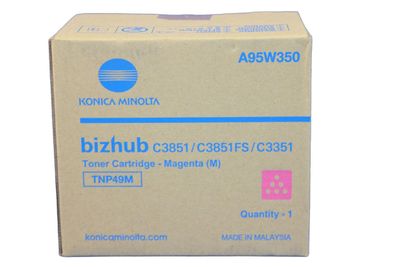 A95W350
KONICA MINOLTA
bizhub C3851/C3851FS/C3351
Toner Cartridge - Magenta (M)
TNP49M
Quantity - 1
konicaminolta.com
MADE IN MALAYSIA